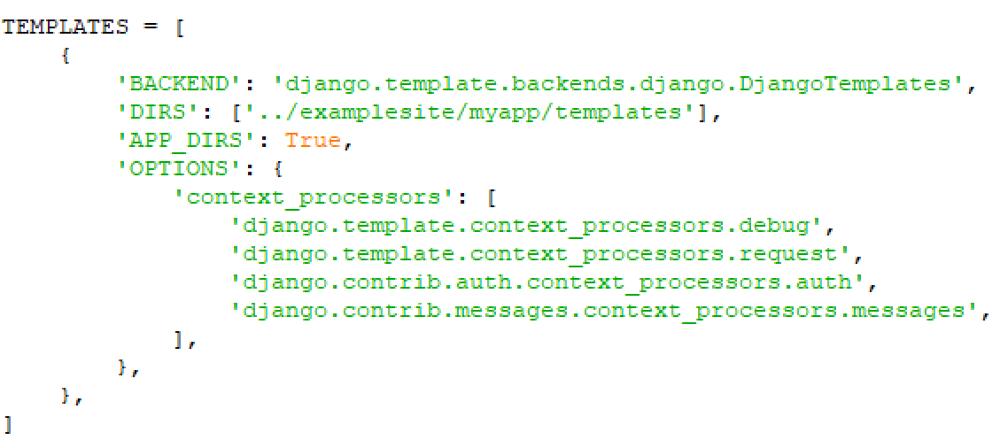 TEMPLATES = [
    {
        'BACKEND': 'django.template.backends.django.DjangoTemplates',
        'DIRS': ['../examplesite/myapp/templates'],
        'APP_DIRS': True,
        'OPTIONS': {
            'context_processors': [
                'django.template.context_processors.debug',
                'django.template.context_processors.request',
                'django.contrib.auth.context_processors.auth',
                'django.contrib.messages.context_processors.messages',
            ],
        },
    },
]